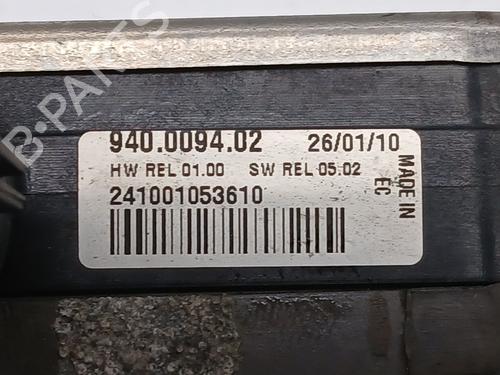 B-PARTS
940.0094.02 26/01/10
HW REL 01.00 SW REL 05.02
241001053610
MADE IN
EC